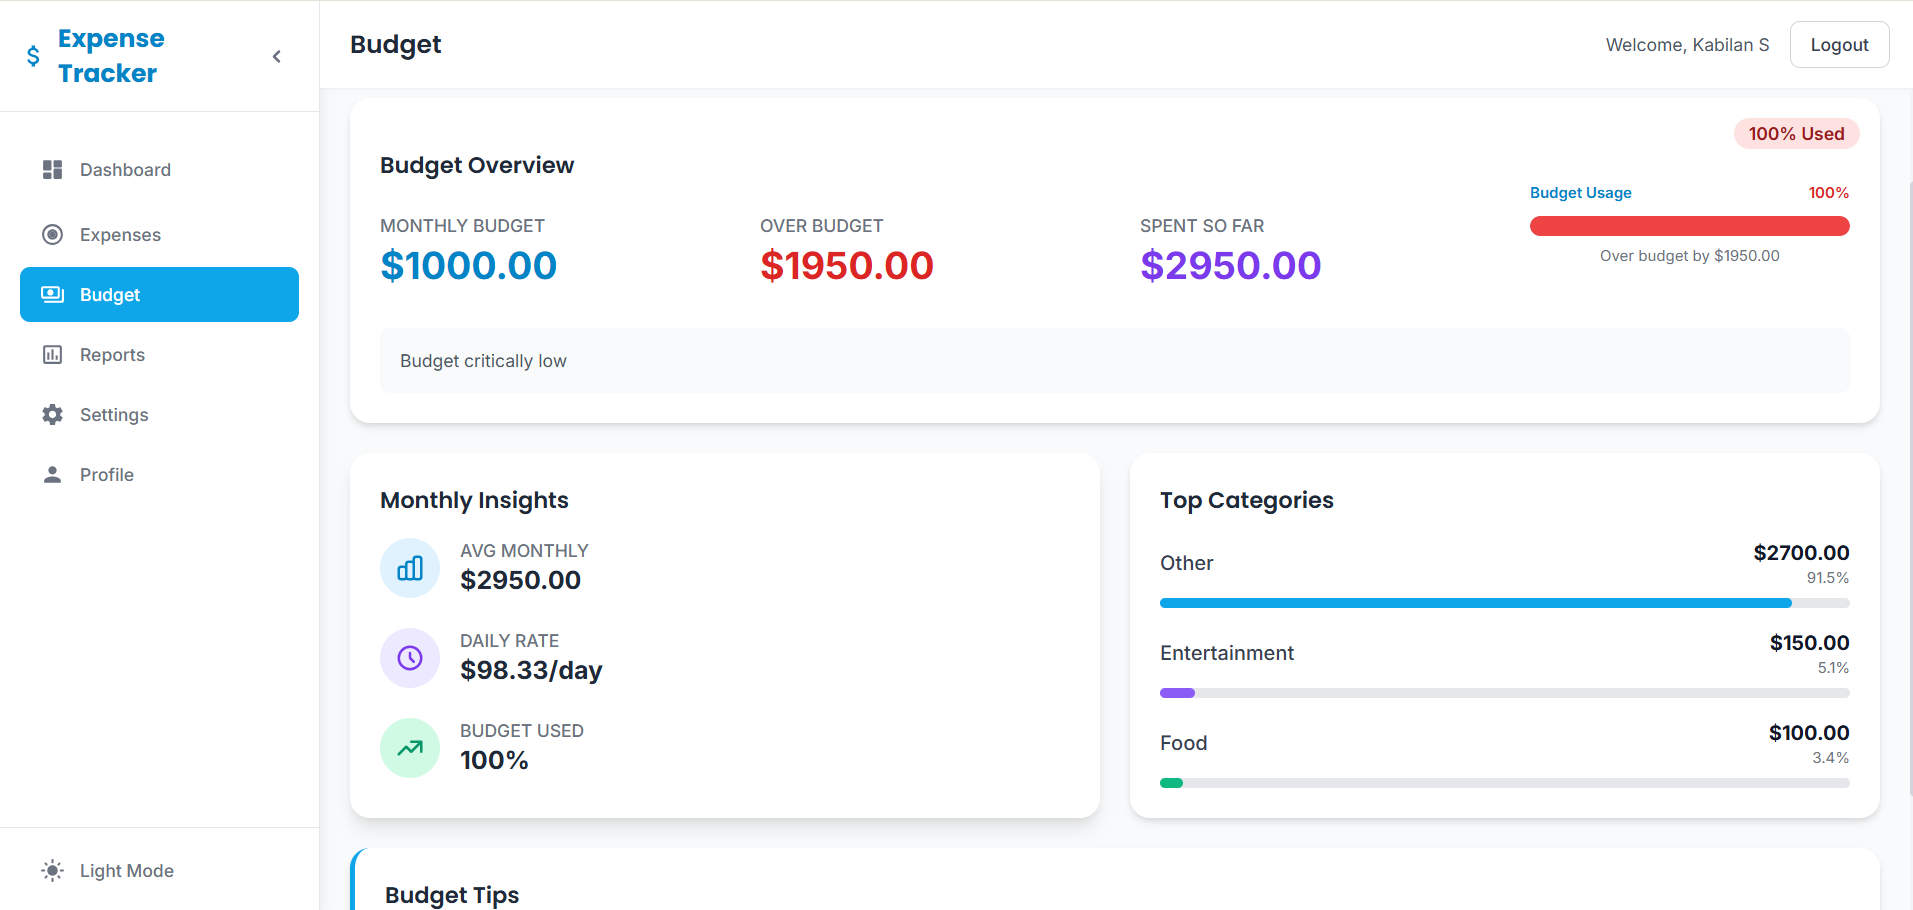 Expense
Tracker
Dashboard
Expenses
Budget
Reports
Settings
Profile
Light Mode
Budget
Welcome, Kabilan S
Logout
100% Used
Budget Overview
MONTHLY BUDGET
$1000.00
OVER BUDGET
$1950.00
SPENT SO FAR
$2950.00
Budget Usage
100%
Over budget by $1950.00
Budget critically low
Monthly Insights
AVG MONTHLY
$2950.00
DAILY RATE
$98.33/day
BUDGET USED
100%
Top Categories
Other
$2700.00
91.5%
Entertainment
$150.00
5.1%
Food
$100.00
3.4%
Budget Tips